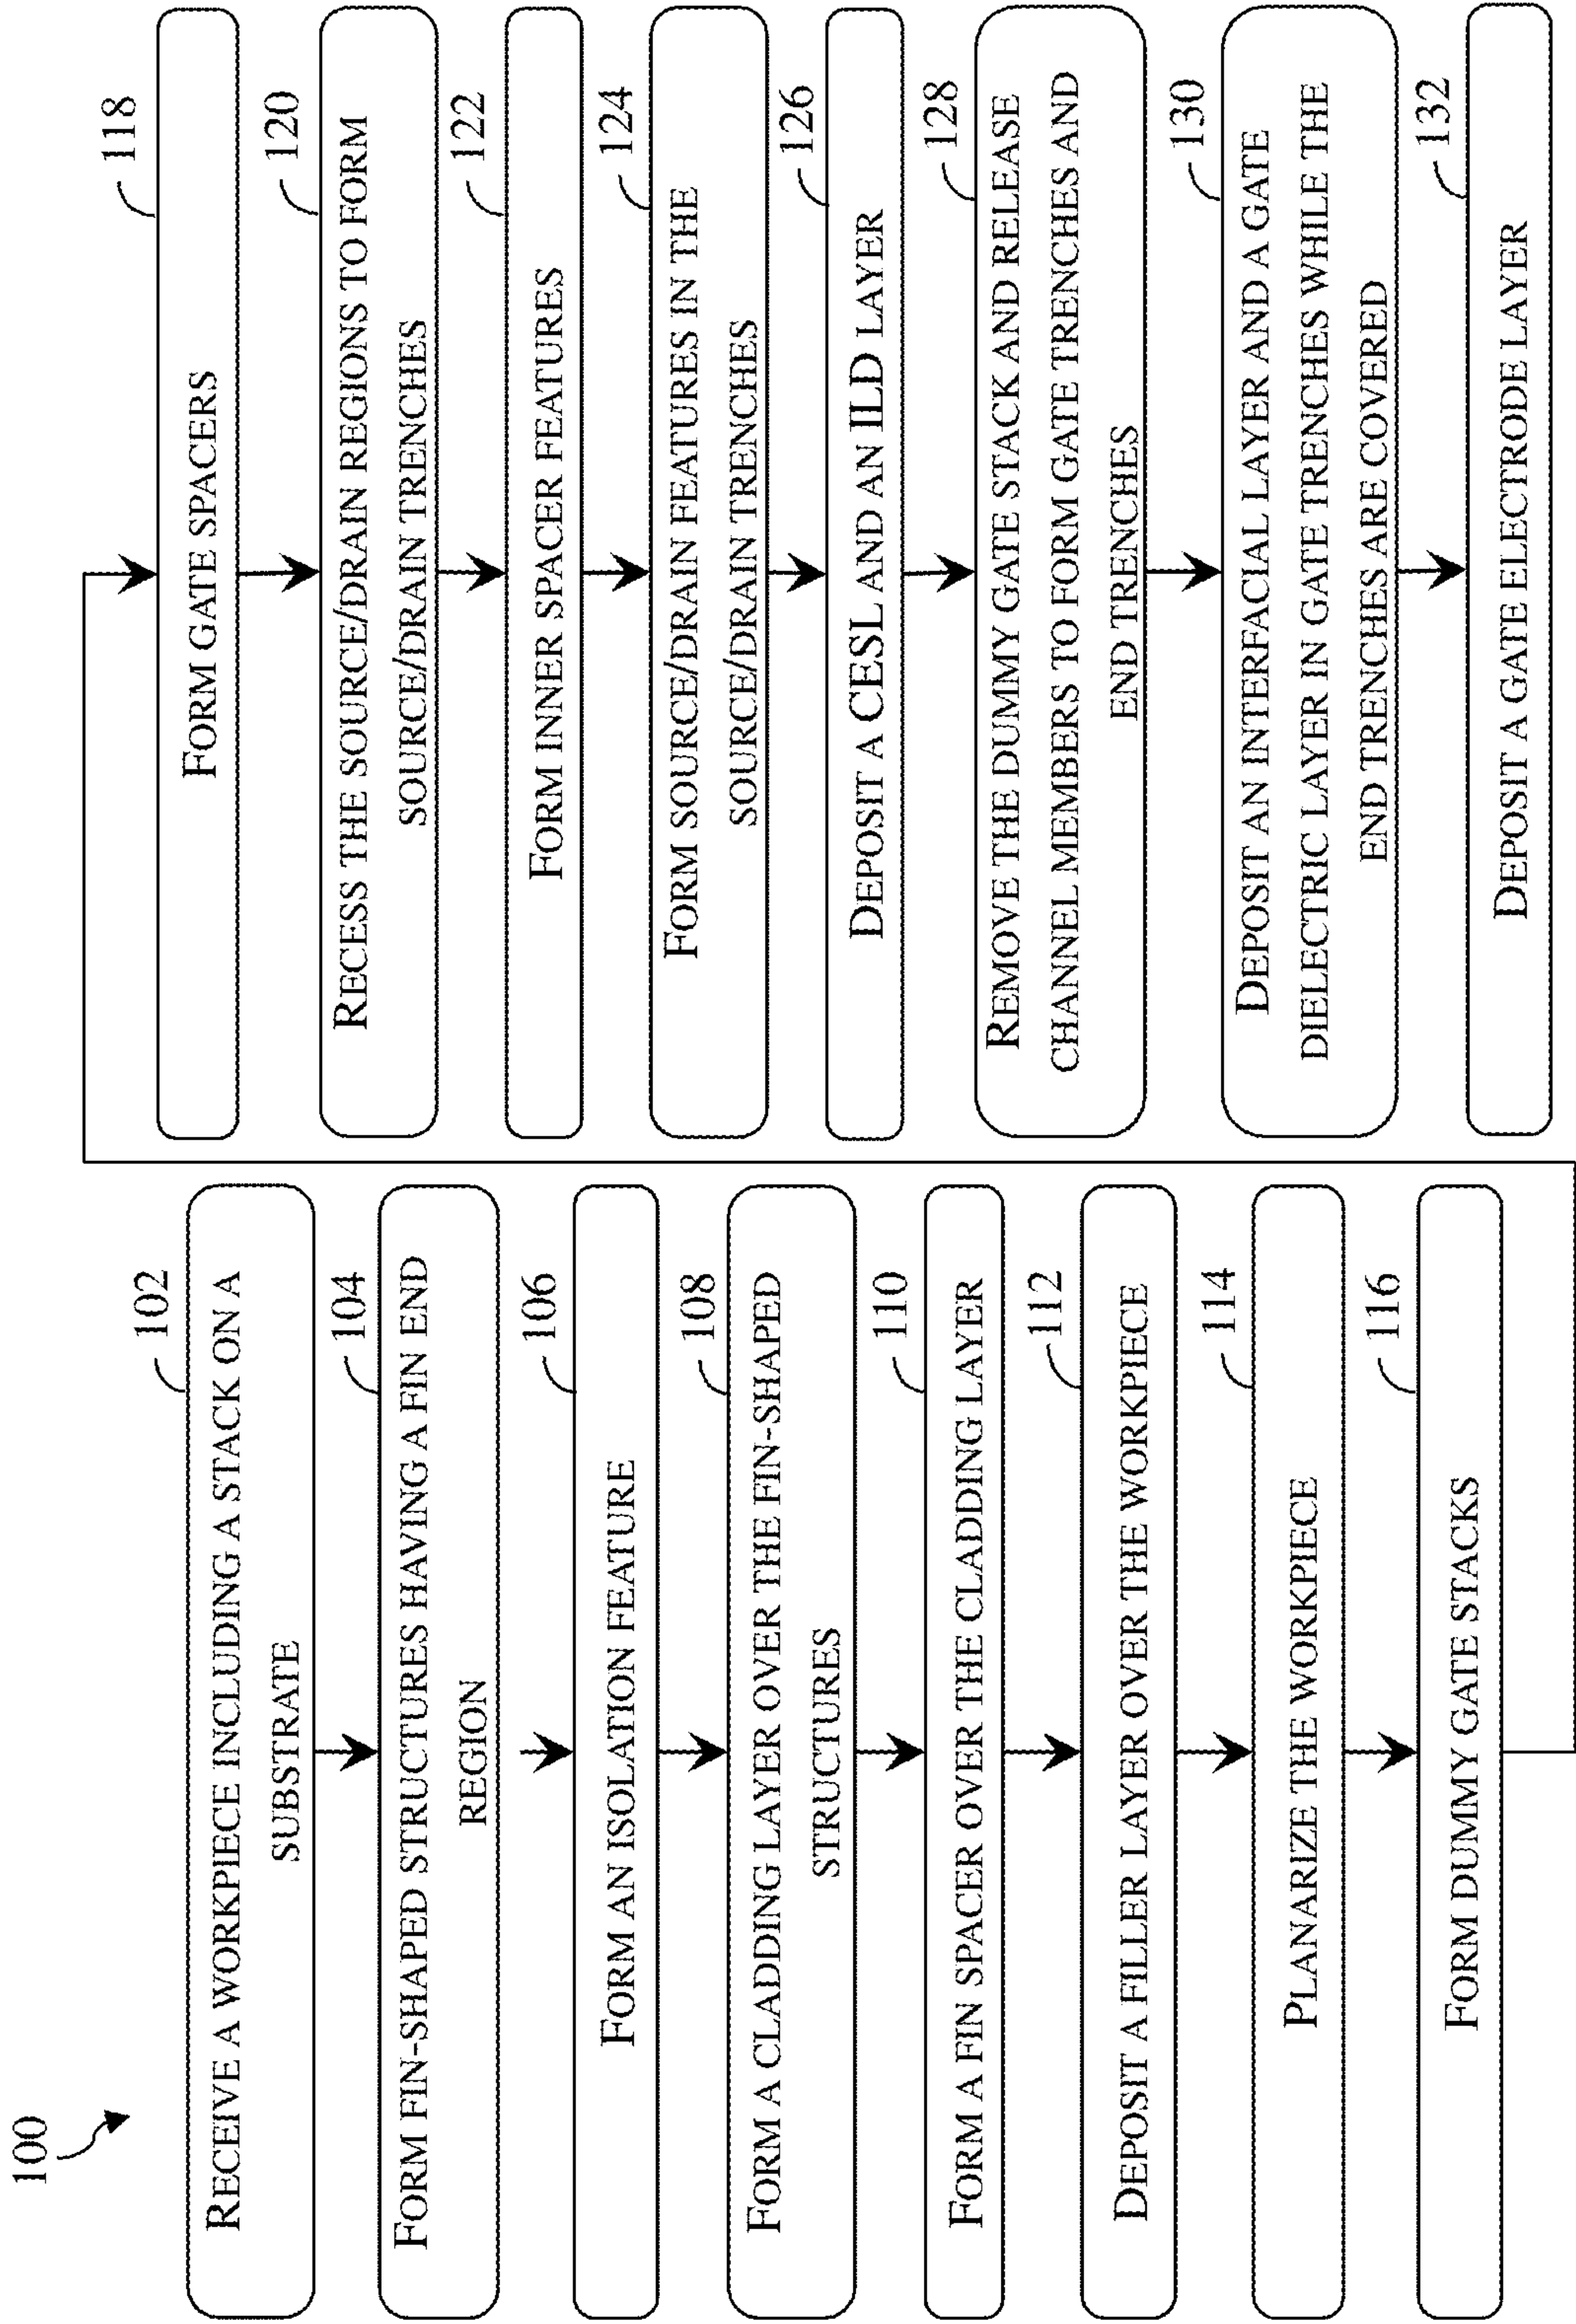 100
102
RECEIVE A WORKPIECE INCLUDING A STACK ON A
SUBSTRATE
104
FORM FIN-SHAPED STRUCTURES HAVING A FIN END
REGION
106
FORM AN ISOLATION FEATURE
108
FORM A CLADDING LAYER OVER THE FIN-SHAPED
STRUCTURES
110
FORM A FIN SPACER OVER THE CLADDING LAYER
112
DEPOSIT A FILLER LAYER OVER THE WORKPIECE
114
PLANARIZE THE WORKPIECE
116
FORM DUMMY GATE STACKS
118
FORM GATE SPACERS
120
RECESS THE SOURCE/DRAIN REGIONS TO FORM
SOURCE/DRAIN TRENCHES
122
FORM INNER SPACER FEATURES
124
FORM SOURCE/DRAIN FEATURES IN THE
SOURCE/DRAIN TRENCHES
126
DEPOSIT A CESL AND AN ILD LAYER
128
REMOVE THE DUMMY GATE STACK AND RELEASE
CHANNEL MEMBERS TO FORM GATE TRENCHES AND
END TRENCHES
130
DEPOSIT AN INTERFACIAL LAYER AND A GATE
DIELECTRIC LAYER IN GATE TRENCHES WHILE THE
END TRENCHES ARE COVERED
132
DEPOSIT A GATE ELECTRODE LAYER